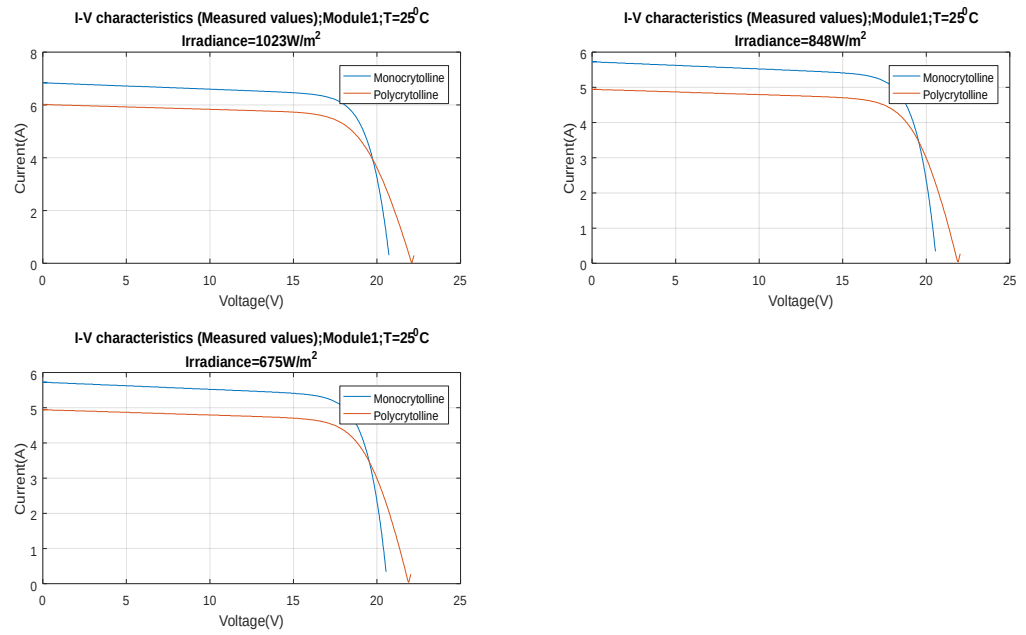 I-V characteristics (Measured values);Module1;T=25⁰C
Irradiance=1023W/m²
Current(A)
8
6
4
2
0
Monocrytolline
Polycrytolline
0 5 10 15 20 25
Voltage(V)
I-V characteristics (Measured values);Module1;T=25⁰C
Irradiance=848W/m²
Current(A)
6
5
4
3
2
1
0
Monocrytolline
Polycrytolline
0 5 10 15 20 25
Voltage(V)
I-V characteristics (Measured values);Module1;T=25⁰C
Irradiance=675W/m²
Current(A)
6
5
4
3
2
1
0
Monocrytolline
Polycrytolline
0 5 10 15 20 25
Voltage(V)